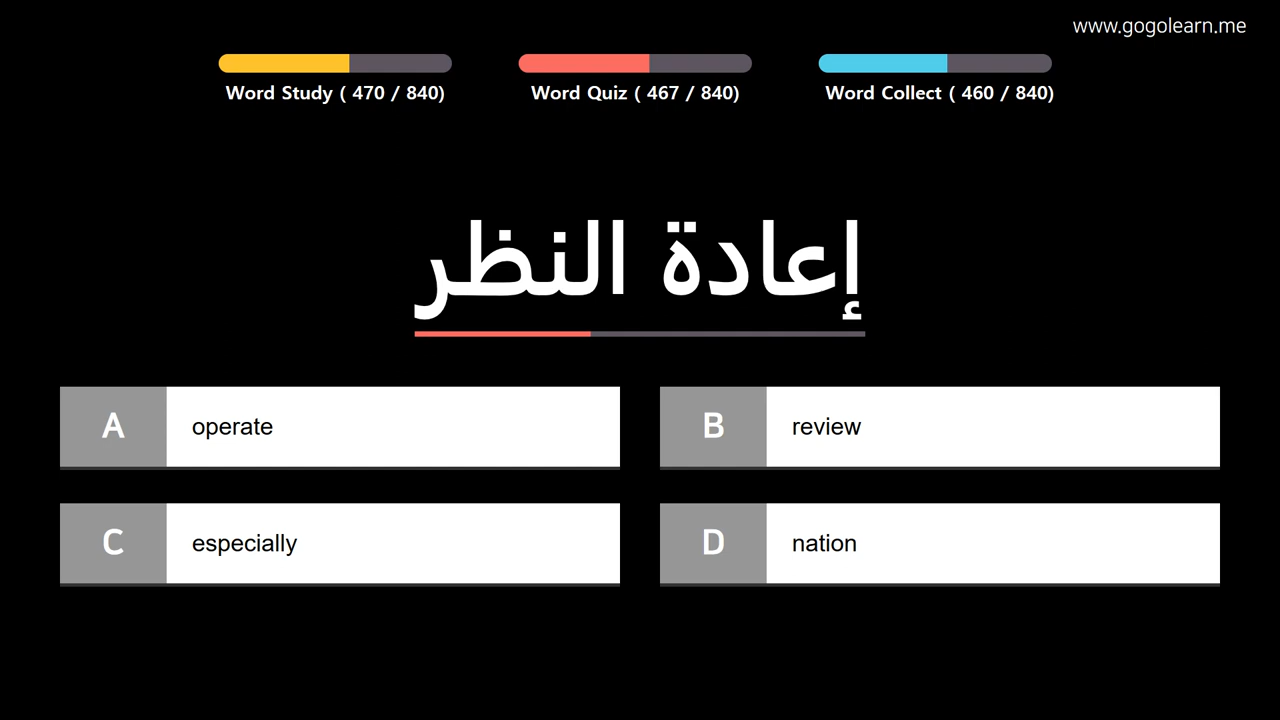 www.gogolearn.me
Word Study ( 470 / 840)
Word Quiz ( 467 / 840)
Word Collect ( 460 / 840)
إعادة النظر
A operate
B review
C especially
D nation